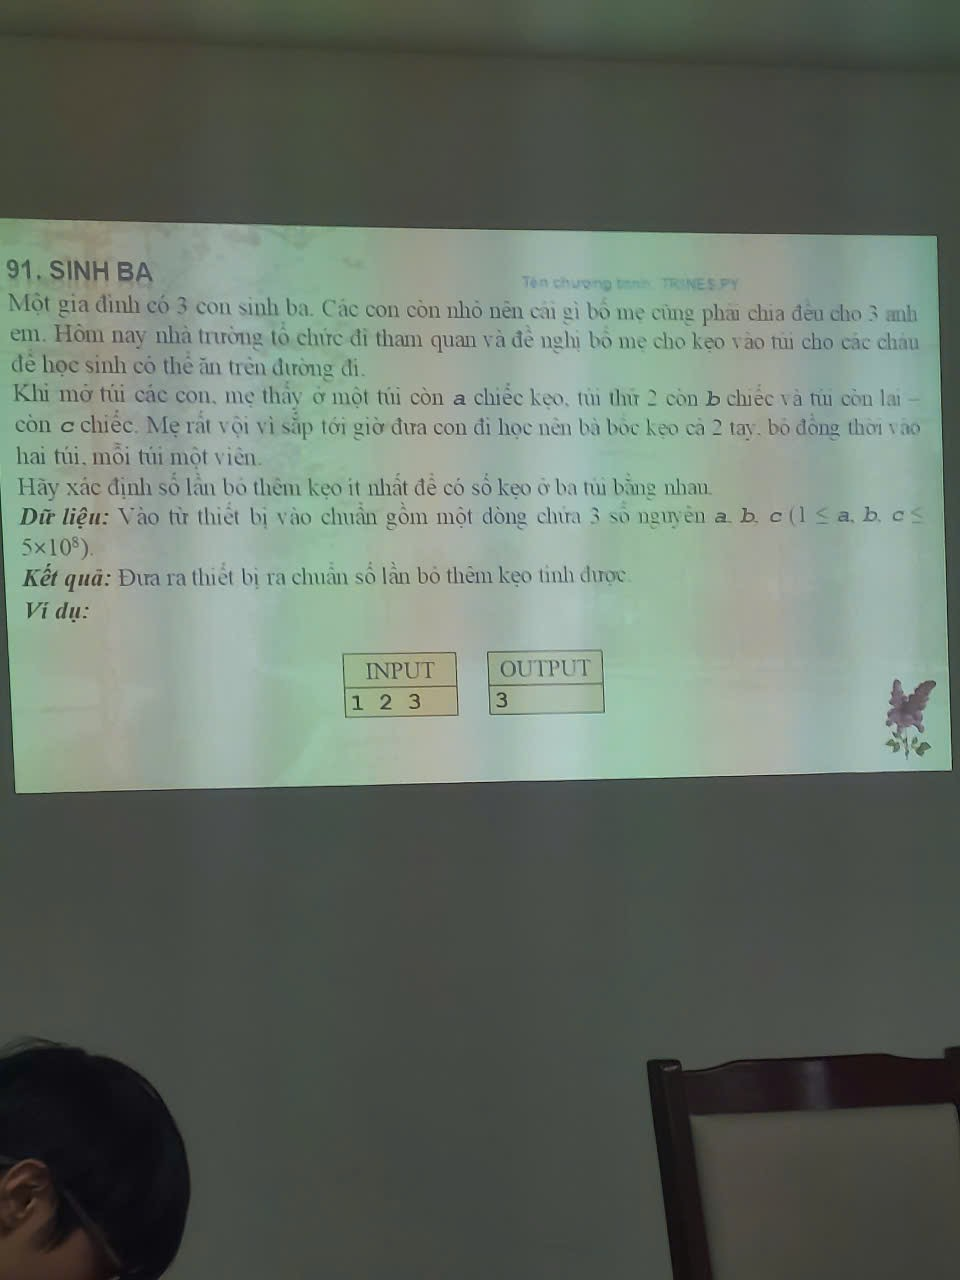 91. SINH BA
Tên chương trình: TRINES.PY
Một gia đình có 3 con sinh ba. Các con còn nhỏ nên cái gì bố mẹ cũng phải chia đều cho 3 anh
em. Hôm nay nhà trường tổ chức đi tham quan và đề nghị bố mẹ cho kẹo vào túi cho các cháu
để học sinh có thể ăn trên đường đi.
Khi mở túi các con, mẹ thấy ở một túi còn a chiếc kẹo, túi thứ 2 còn b chiếc và túi còn lại –
còn c chiếc. Mẹ rất vội vì sắp tới giờ đưa con đi học nên bà bốc kẹo cả 2 tay, bỏ đồng thời vào
hai túi, mỗi túi một viên.
Hãy xác định số lần bỏ thêm kẹo ít nhất để có số kẹo ở ba túi bằng nhau.
Dữ liệu: Vào từ thiết bị vào chuẩn gồm một dòng chứa 3 số nguyên a, b, c (1 ≤ a, b, c ≤
5×10⁸).
Kết quả: Đưa ra thiết bị ra chuẩn số lần bỏ thêm kẹo tính được.
Ví dụ:
INPUT OUTPUT
1 2 3 3